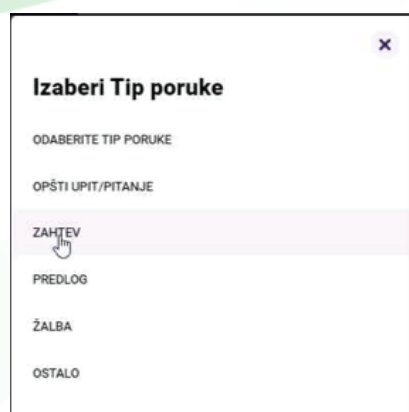 Izaberi Tip poruke
ODABERITE TIP PORUKE
OPŠTI UPIT/PITANJE
ZAHTEV
PREDLOG
ŽALBA
OSTALO